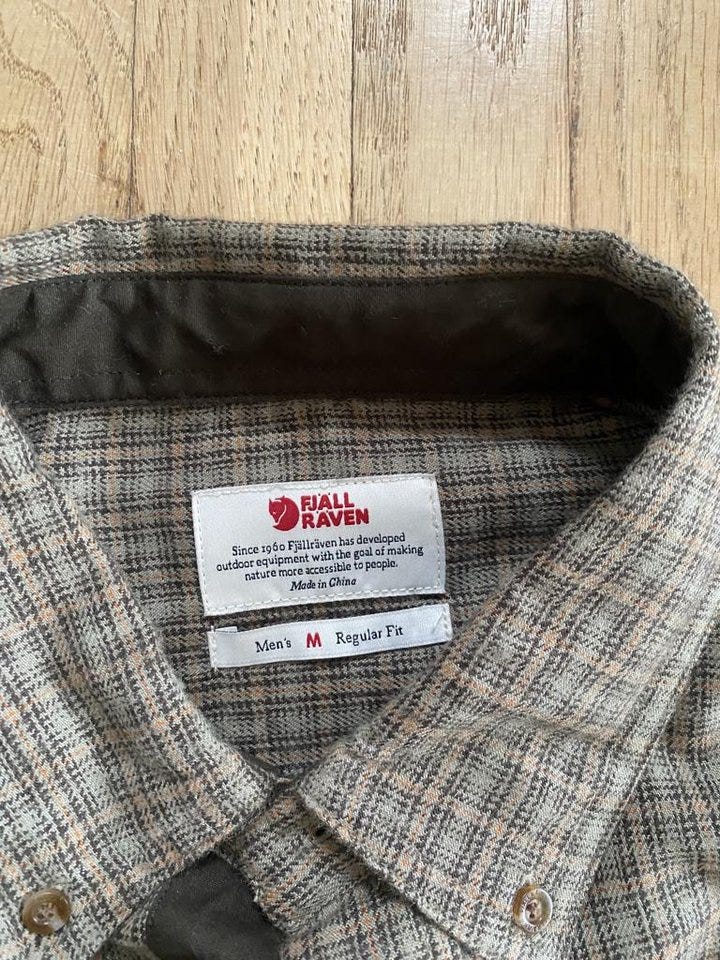 FJÄLL
RÄVEN
Since 1960 Fjällräven has developed
outdoor equipment with the goal of making
nature more accessible to people.
Made in China
Men's M Regular Fit